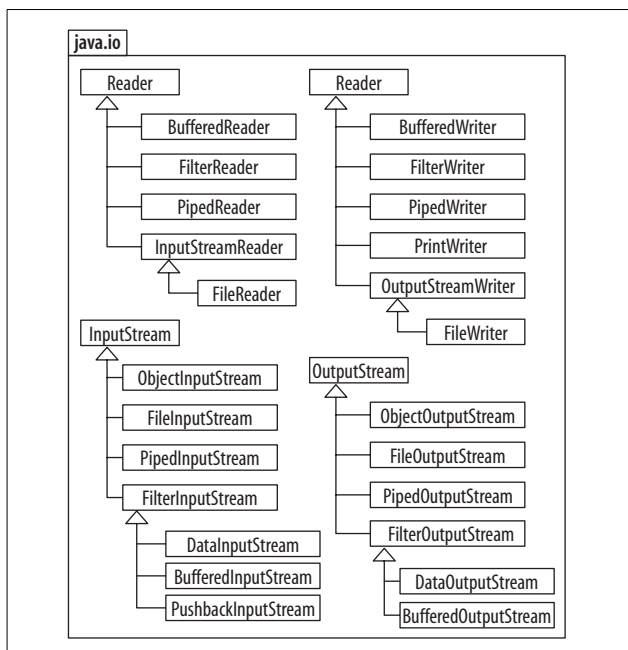 java.io
Reader
BufferedReader
FilterReader
PipedReader
InputStreamReader
FileReader
Reader
BufferedWriter
FilterWriter
PipedWriter
PrintWriter
OutputStreamWriter
FileWriter
InputStream
ObjectInputStream
FileInputStream
PipedInputStream
FilterInputStream
DataInputStream
BufferedInputStream
PushbackInputStream
OutputStream
ObjectOutputStream
FileOutputStream
PipedOutputStream
FilterOutputStream
DataOutputStream
BufferedOutputStream